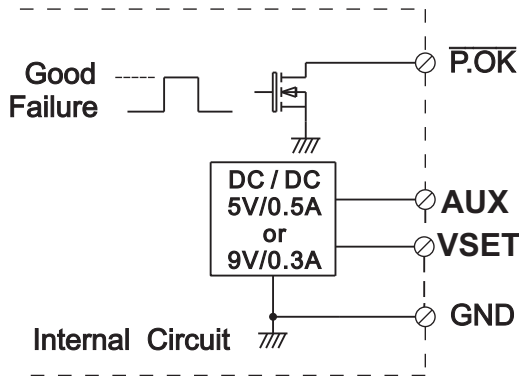 Good
Failure
P.OK
DC / DC
5V/0.5A
or
9V/0.3A
AUX
VSET
GND
Internal Circuit